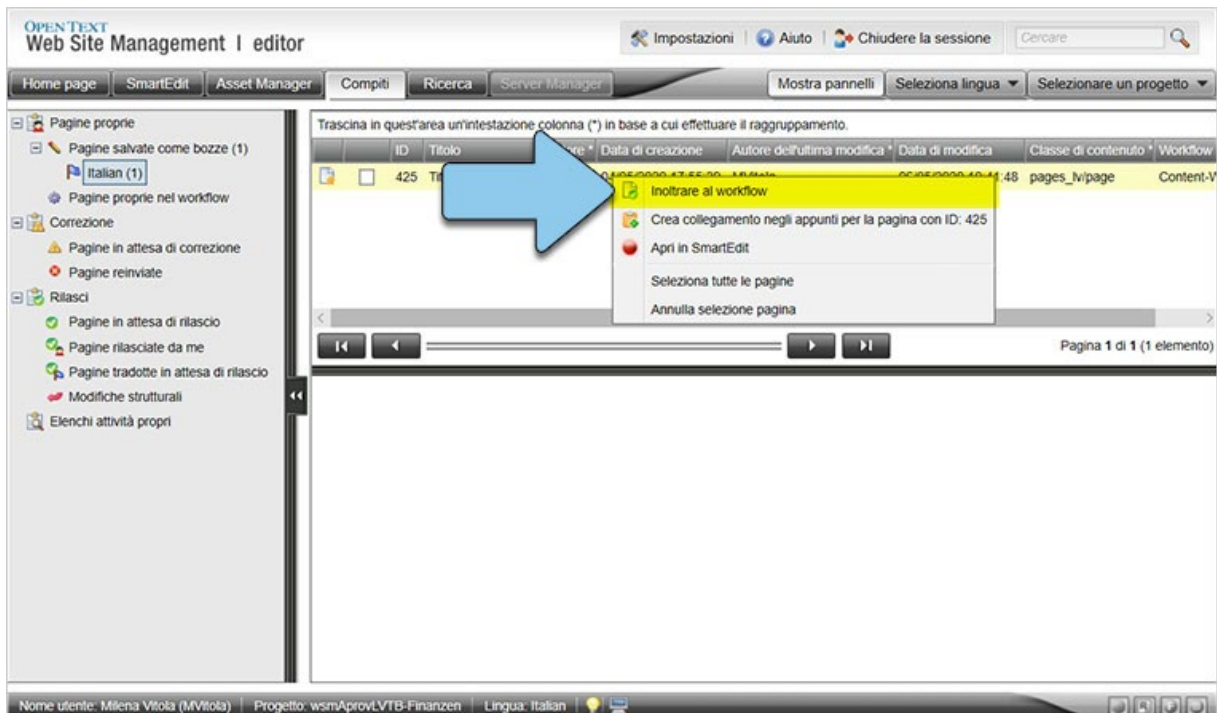 OPEN TEXT
Web Site Management | editor
Impostazioni | Aiuto | Chiudere la sessione
Cercare
Home page SmartEdit Asset Manager Compiti Ricerca Server Manager Mostra pannelli Seleziona lingua Selezionare un progetto
Pagine proprie
Pagine salvate come bozze (1)
Italian (1)
Pagine proprie nel workflow
Correzione
Pagine in attesa di correzione
Pagine reinviate
Rilasci
Pagine in attesa di rilascio
Pagine rilasciate da me
Pagine tradotte in attesa di rilascio
Modifiche strutturali
Elenchi attività propri
Trascina in quest'area un'intestazione colonna (*) in base a cui effettuare il raggruppamento.
ID Titolo * Data di creazione Autore dell'ultima modifica * Data di modifica Classe di contenuto * Workflow
425 :48 pages_lv/page Content-W
Inoltrare al workflow
Crea collegamento negli appunti per la pagina con ID: 425
Apri in SmartEdit
Seleziona tutte le pagine
Annulla selezione pagina
Pagina 1 di 1 (1 elemento)
Nome utente: Milena Vitola (MVitola) Progetto: wsmAprovLVTB-Finanzen Lingua: Italian